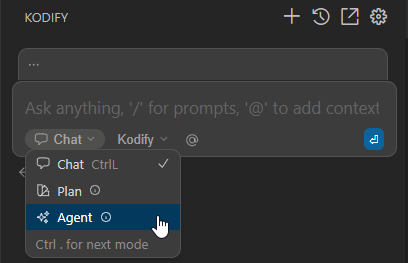 KODIFY
...
Ask anything, '/' for prompts, '@' to add context
Chat Kodify @
Chat CtrlL
Plan
Agent
Ctrl . for next mode